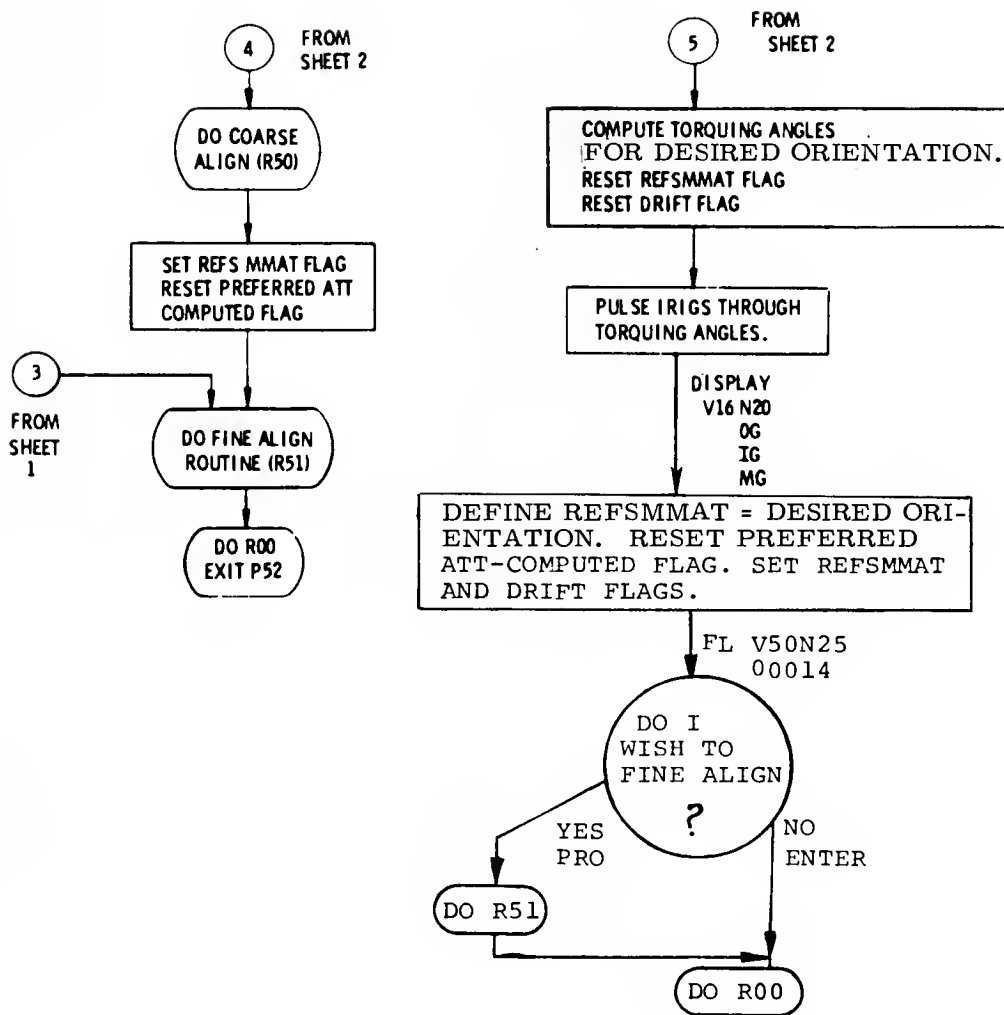 4
FROM
SHEET 2
DO COARSE
ALIGN (R50)
SET REFS MMAT FLAG
RESET PREFERRED ATT
COMPUTED FLAG
3
FROM
SHEET
1
DO FINE ALIGN
ROUTINE (R51)
DO R00
EXIT P52
5
FROM
SHEET 2
COMPUTE TORQUING ANGLES
FOR DESIRED ORIENTATION.
RESET REFSMMAT FLAG
RESET DRIFT FLAG
PULSE IRIGS THROUGH
TORQUING ANGLES.
DISPLAY
V16 N20
OG
IG
MG
DEFINE REFSMMAT = DESIRED ORI-
ENTATION. RESET PREFERRED
ATT-COMPUTED FLAG. SET REFSMMAT
AND DRIFT FLAGS.
FL V50N25
00014
DO I
WISH TO
FINE ALIGN
?
YES
PRO
NO
ENTER
DO R51
DO R00